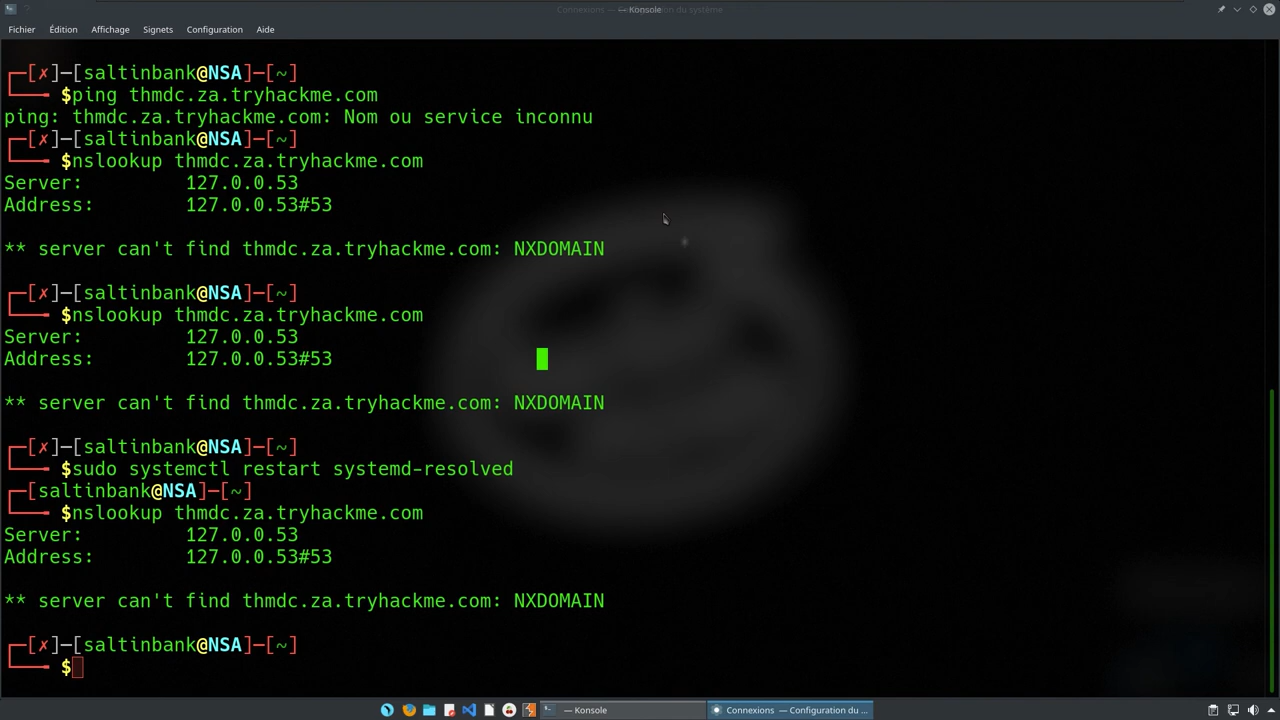 Connexions — Configuration du système
— Konsole
Fichier Édition Affichage Signets Configuration Aide
┌─[✗]─[saltinbank@NSA]─[~]
└──╼ $ping thmdc.za.tryhackme.com
ping: thmdc.za.tryhackme.com: Nom ou service inconnu
┌─[✗]─[saltinbank@NSA]─[~]
└──╼ $nslookup thmdc.za.tryhackme.com
Server:		127.0.0.53
Address:	127.0.0.53#53
** server can't find thmdc.za.tryhackme.com: NXDOMAIN
┌─[✗]─[saltinbank@NSA]─[~]
└──╼ $nslookup thmdc.za.tryhackme.com
Server:		127.0.0.53
Address:	127.0.0.53#53
** server can't find thmdc.za.tryhackme.com: NXDOMAIN
┌─[✗]─[saltinbank@NSA]─[~]
└──╼ $sudo systemctl restart systemd-resolved
┌─[saltinbank@NSA]─[~]
└──╼ $nslookup thmdc.za.tryhackme.com
Server:		127.0.0.53
Address:	127.0.0.53#53
** server can't find thmdc.za.tryhackme.com: NXDOMAIN
┌─[✗]─[saltinbank@NSA]─[~]
└──╼ $
— Konsole
Connexions — Configuration du ...